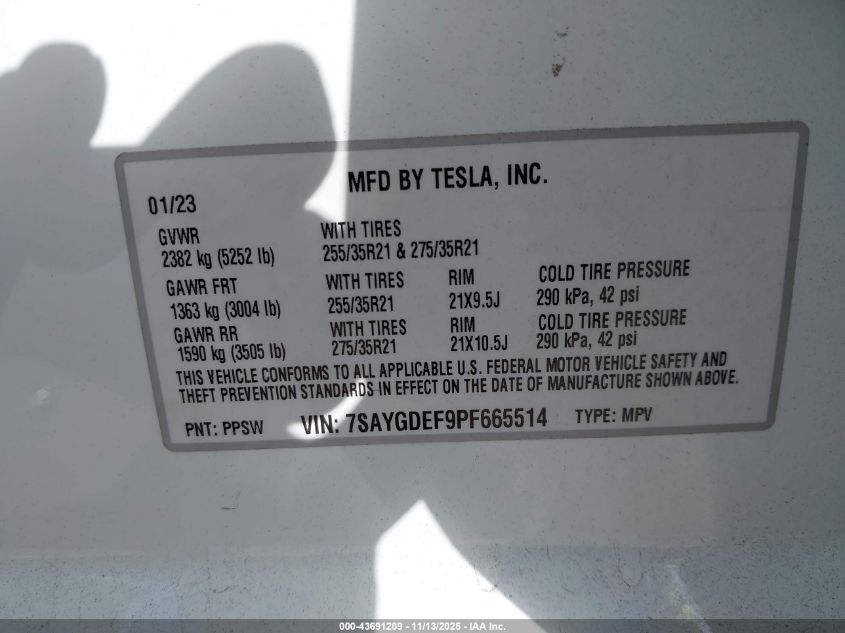 MFD BY TESLA, INC.
01/23
GVWR WITH TIRES
2382 kg (5252 lb) 255/35R21 & 275/35R21
GAWR FRT WITH TIRES RIM COLD TIRE PRESSURE
1363 kg (3004 lb) 255/35R21 21X9.5J 290 kPa, 42 psi
GAWR RR WITH TIRES RIM COLD TIRE PRESSURE
1590 kg (3505 lb) 275/35R21 21X10.5J 290 kPa, 42 psi
THIS VEHICLE CONFORMS TO ALL APPLICABLE U.S. FEDERAL MOTOR VEHICLE SAFETY AND
THEFT PREVENTION STANDARDS IN EFFECT ON THE DATE OF MANUFACTURE SHOWN ABOVE.
PNT: PPSW VIN: 7SAYGDEF9PF665514 TYPE: MPV
000-43691209 - 11/13/2025 - IAA Inc.